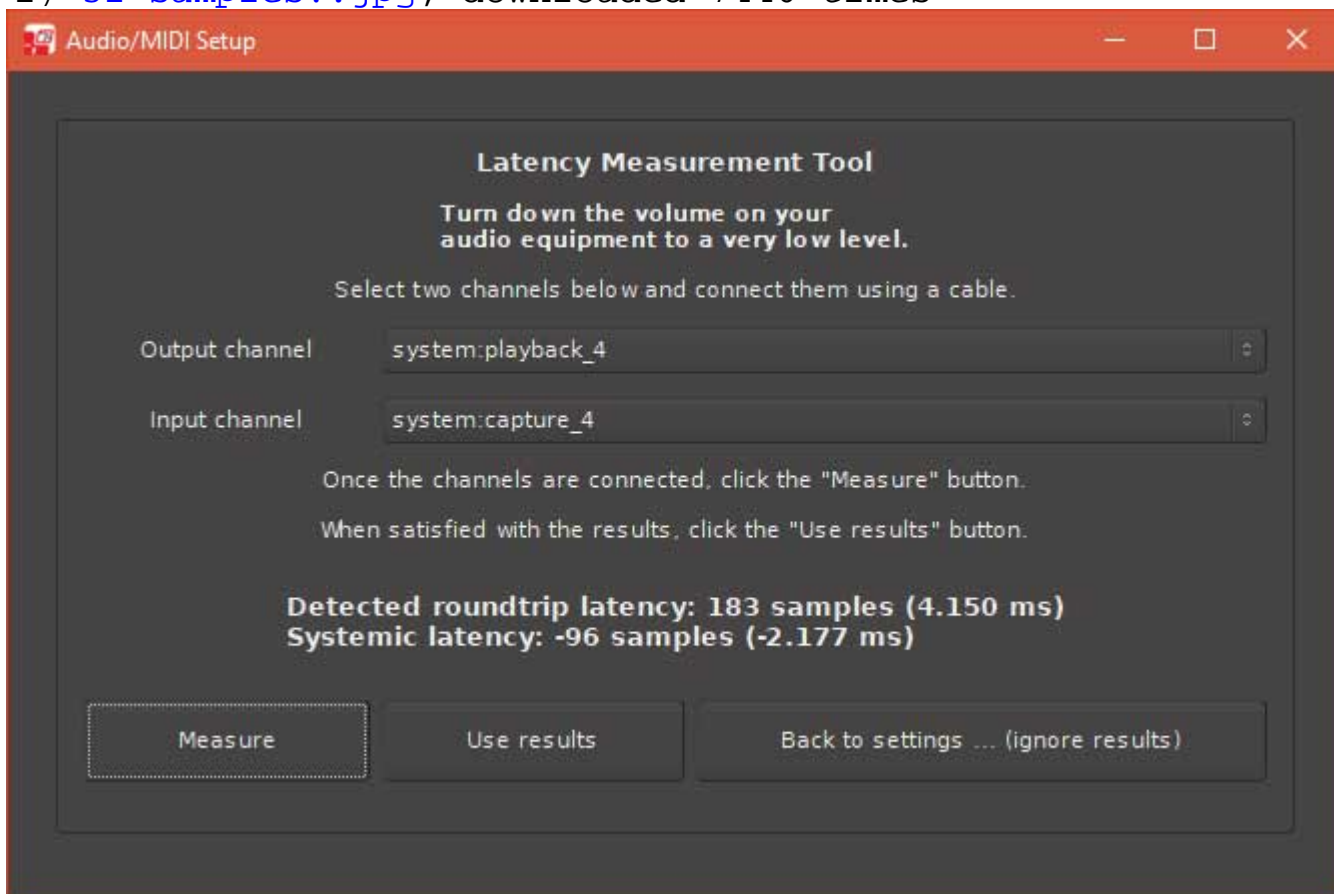 Audio/MIDI Setup
Latency Measurement Tool
Turn down the volume on your
audio equipment to a very low level.
Select two channels below and connect them using a cable.
Output channel system:playback_4
Input channel system:capture_4
Once the channels are connected, click the "Measure" button.
When satisfied with the results, click the "Use results" button.
Detected roundtrip latency: 183 samples (4.150 ms)
Systemic latency: -96 samples (-2.177 ms)
Measure Use results Back to settings ... (ignore results)